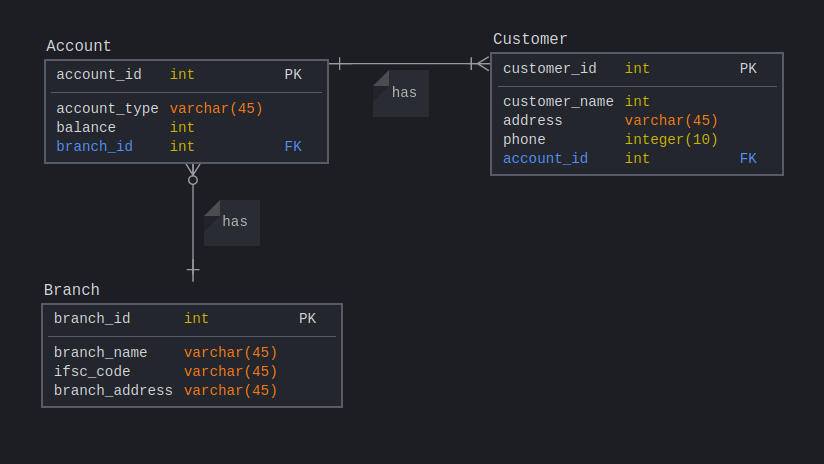 Account
account_id int PK
account_type varchar(45)
balance int
branch_id int FK
has
Customer
customer_id int PK
customer_name int
address varchar(45)
phone integer(10)
account_id int FK
has
Branch
branch_id int PK
branch_name varchar(45)
ifsc_code varchar(45)
branch_address varchar(45)